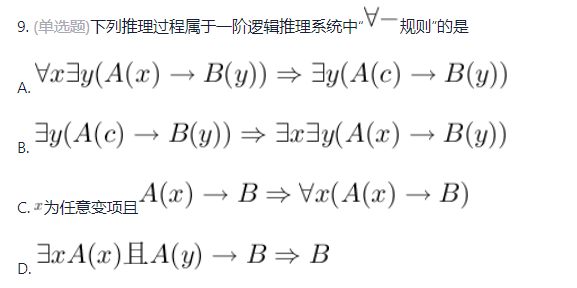 9. (单选题)下列推理过程属于一阶逻辑推理系统中“∀−规则”的是
A. ∀x∃y(A(x) → B(y)) ⇒ ∃y(A(c) → B(y))
B. ∃y(A(c) → B(y)) ⇒ ∃x∃y(A(x) → B(y))
C. x为任意变项且A(x) → B ⇒ ∀x(A(x) → B)
D. ∃xA(x)且A(y) → B ⇒ B